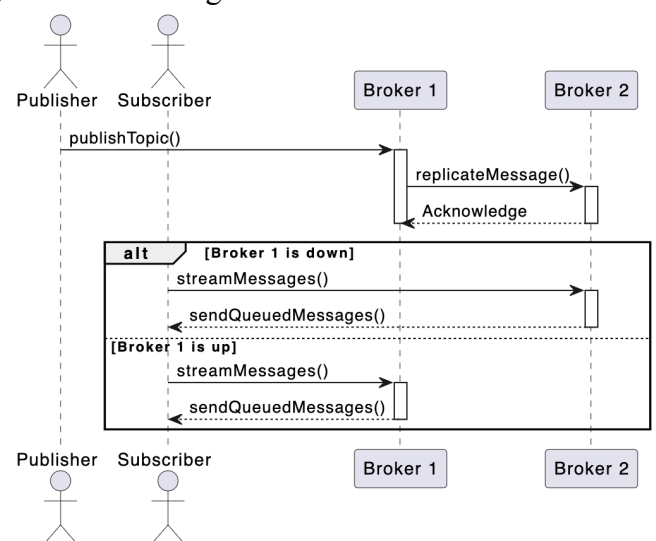 Publisher Subscriber Broker 1 Broker 2
publishTopic()
replicateMessage()
Acknowledge
alt [Broker 1 is down]
streamMessages()
sendQueuedMessages()
[Broker 1 is up]
streamMessages()
sendQueuedMessages()
Publisher Subscriber Broker 1 Broker 2